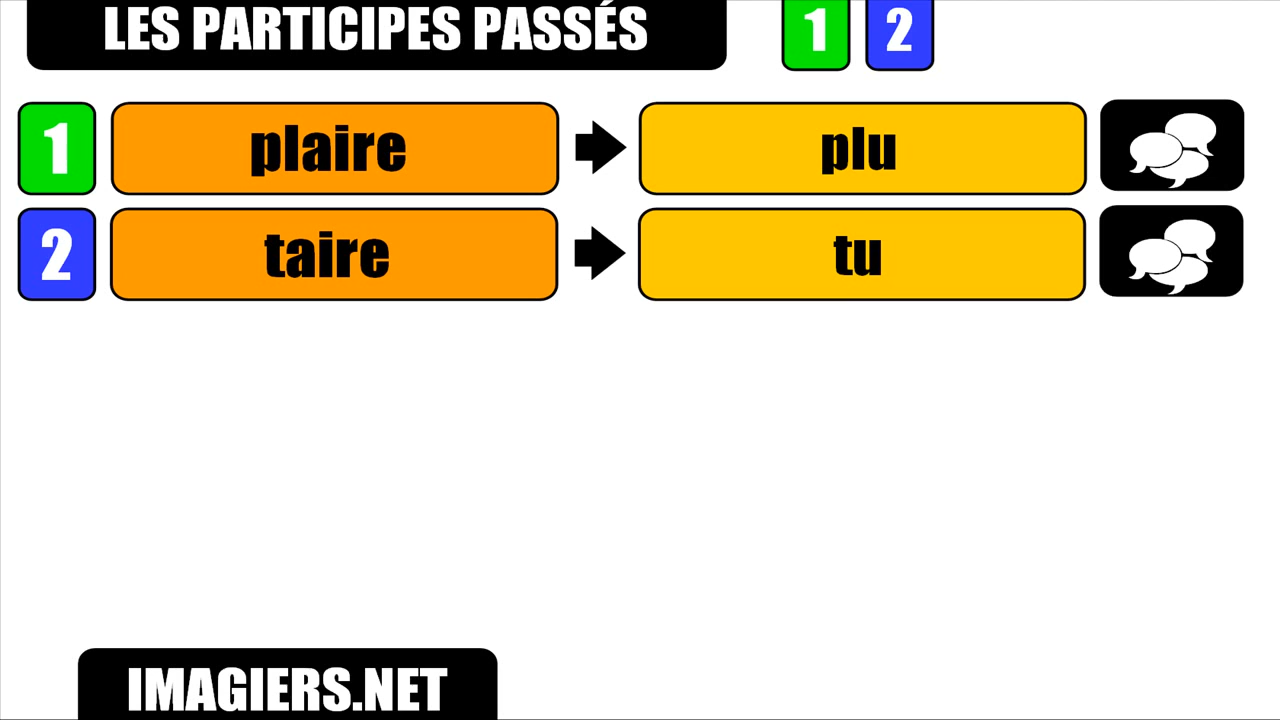 LES PARTICIPES PASSÉS 1 2
1 plaire plu
2 taire tu
IMAGIERS.NET